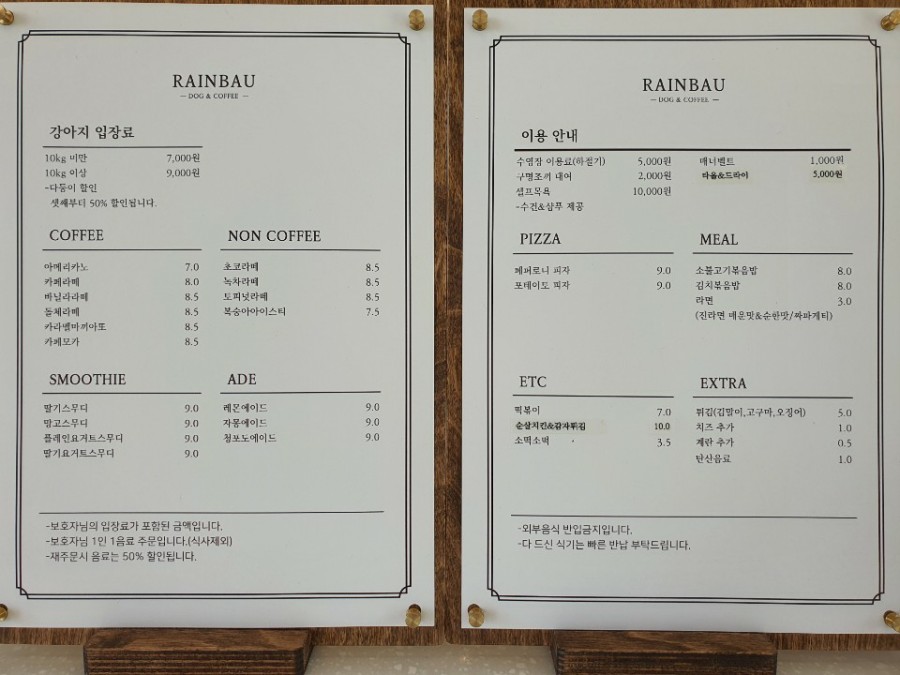 RAINBAU
— DOG & COFFEE —
강아지 입장료
10kg 미만 7,000원
10kg 이상 9,000원
-다둥이 할인
셋째부터 50% 할인됩니다.
COFFEE
아메리카노 7.0
카페라떼 8.0
바닐라라떼 8.5
돌체라떼 8.5
카라멜마끼아또 8.5
카페모카 8.5
NON COFFEE
초코라떼 8.5
녹차라떼 8.5
토피넛라떼 8.5
복숭아아이스티 7.5
SMOOTHIE
딸기스무디 9.0
망고스무디 9.0
플레인요거트스무디 9.0
딸기요거트스무디 9.0
ADE
레몬에이드 9.0
자몽에이드 9.0
청포도에이드 9.0
-보호자님의 입장료가 포함된 금액입니다.
-보호자님 1인 1음료 주문입니다.(식사제외)
-재주문시 음료는 50% 할인됩니다.
RAINBAU
— DOG & COFFEE —
이용 안내
수영장 이용료(하절기) 5,000원
구명조끼 대여 2,000원
셀프목욕 10,000원
-수건&샴푸 제공
매너벨트 1,000원
타올&드라이 5,000원
PIZZA
페퍼로니 피자 9.0
포테이토 피자 9.0
MEAL
소불고기볶음밥 8.0
김치볶음밥 8.0
라면 3.0
(진라면 매운맛&순한맛/짜파게티)
ETC
떡볶이 7.0
순살치킨&감자튀김 10.0
소떡소떡 3.5
EXTRA
튀김(김말이,고구마,오징어) 5.0
치즈 추가 1.0
계란 추가 0.5
탄산음료 1.0
-외부음식 반입금지입니다.
-다 드신 식기는 빠른 반납 부탁드립니다.